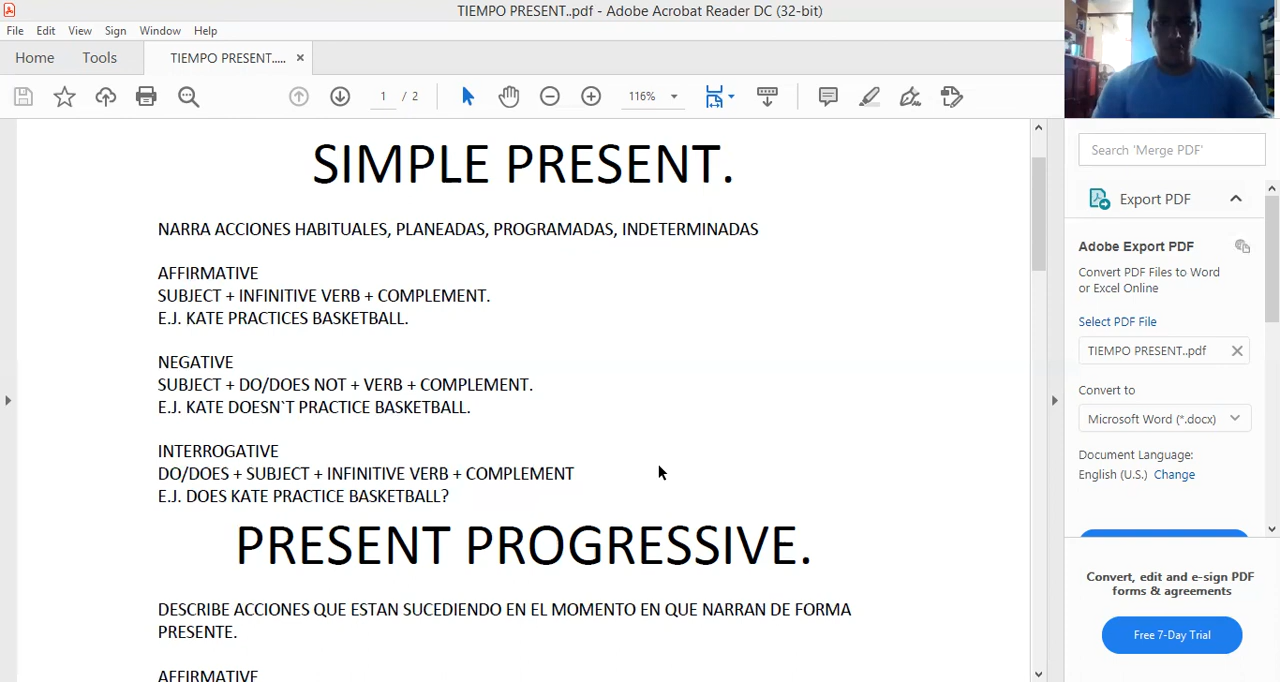 TIEMPO PRESENT..pdf - Adobe Acrobat Reader DC (32-bit)
File Edit View Sign Window Help
Home Tools TIEMPO PRESENT..... ×
1 / 2 116%
SIMPLE PRESENT.
NARRA ACCIONES HABITUALES, PLANEADAS, PROGRAMADAS, INDETERMINADAS
AFFIRMATIVE
SUBJECT + INFINITIVE VERB + COMPLEMENT.
E.J. KATE PRACTICES BASKETBALL.
NEGATIVE
SUBJECT + DO/DOES NOT + VERB + COMPLEMENT.
E.J. KATE DOESN`T PRACTICE BASKETBALL.
INTERROGATIVE
DO/DOES + SUBJECT + INFINITIVE VERB + COMPLEMENT
E.J. DOES KATE PRACTICE BASKETBALL?
PRESENT PROGRESSIVE.
DESCRIBE ACCIONES QUE ESTAN SUCEDIENDO EN EL MOMENTO EN QUE NARRAN DE FORMA
PRESENTE.
AFFIRMATIVE
Search 'Merge PDF'
Export PDF
Adobe Export PDF
Convert PDF Files to Word
or Excel Online
Select PDF File
TIEMPO PRESENT..pdf
Convert to
Microsoft Word (*.docx)
Document Language:
English (U.S.) Change
Convert, edit and e-sign PDF
forms & agreements
Free 7-Day Trial